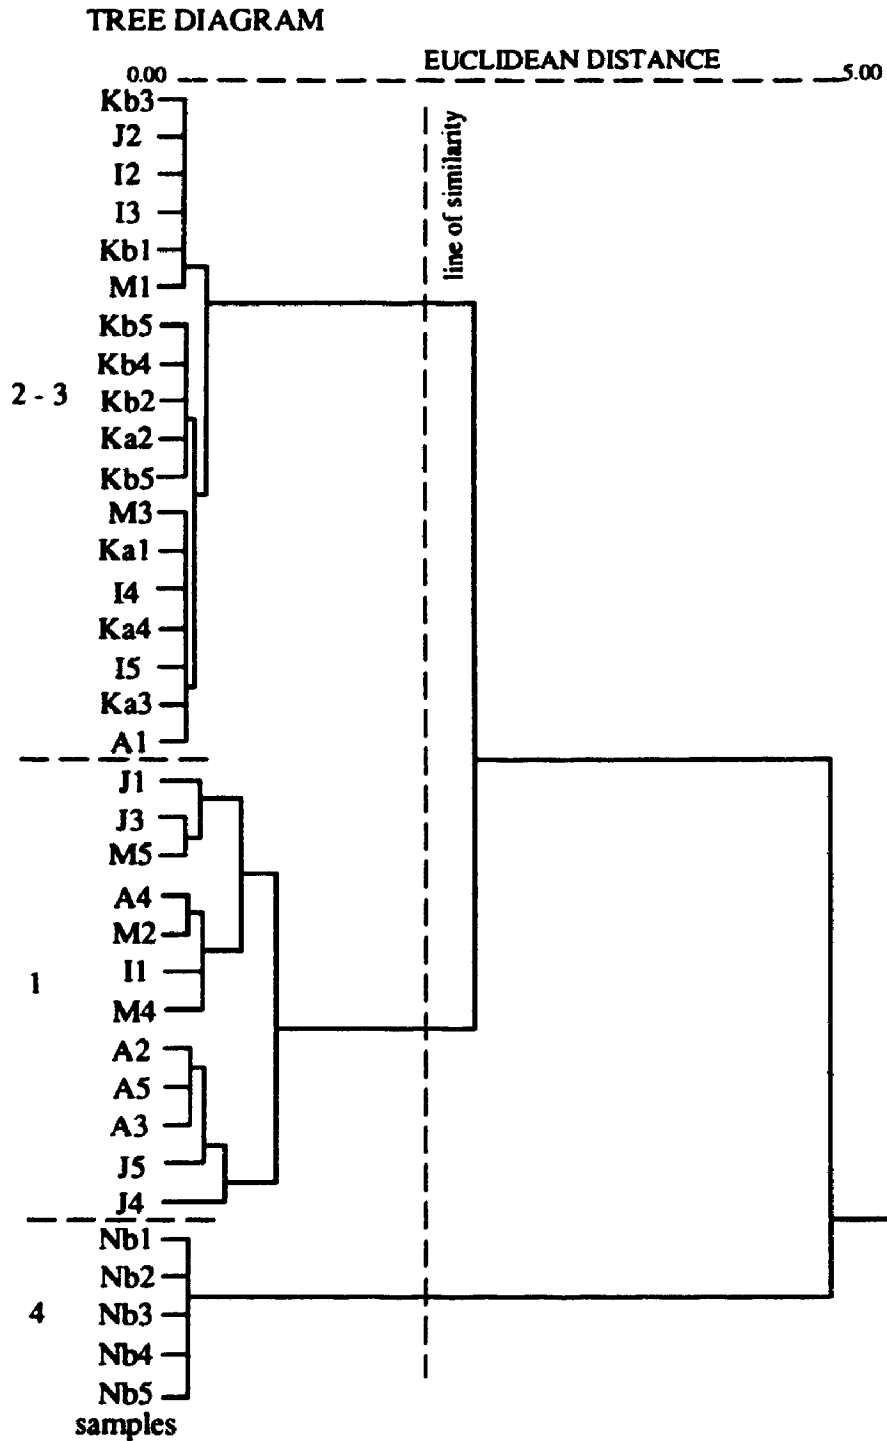 TREE DIAGRAM
EUCLIDEAN DISTANCE
0.00
5.00
line of similarity
Kb3
J2
I2
I3
Kb1
M1
Kb5
Kb4
2 - 3
Kb2
Ka2
Kb5
M3
Ka1
I4
Ka4
I5
Ka3
A1
J1
J3
M5
A4
M2
I1
1
M4
A2
A5
A3
J5
J4
Nb1
Nb2
4
Nb3
Nb4
Nb5
samples